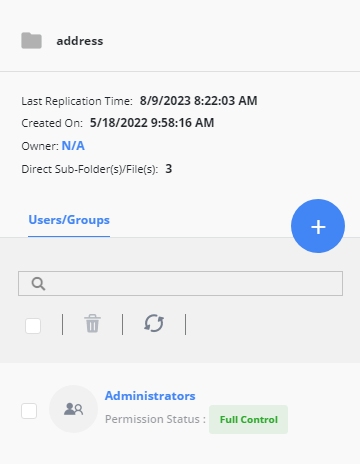 address
Last Replication Time: 8/9/2023 8:22:03 AM
Created On: 5/18/2022 9:58:16 AM
Owner: N/A
Direct Sub-Folder(s)/File(s): 3
Users/Groups
+
Administrators
Permission Status : Full Control